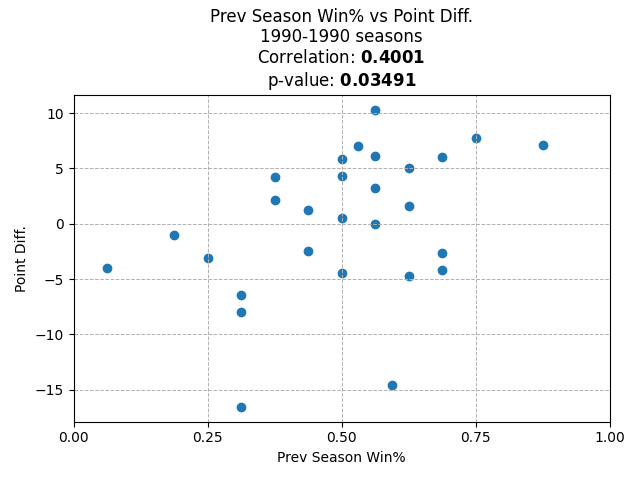 Prev Season Win% vs Point Diff.
1990-1990 seasons
Correlation: 0.4001
p-value: 0.03491
10
5
0
−5
−10
−15
Point Diff.
0.00 0.25 0.50 0.75 1.00
Prev Season Win%